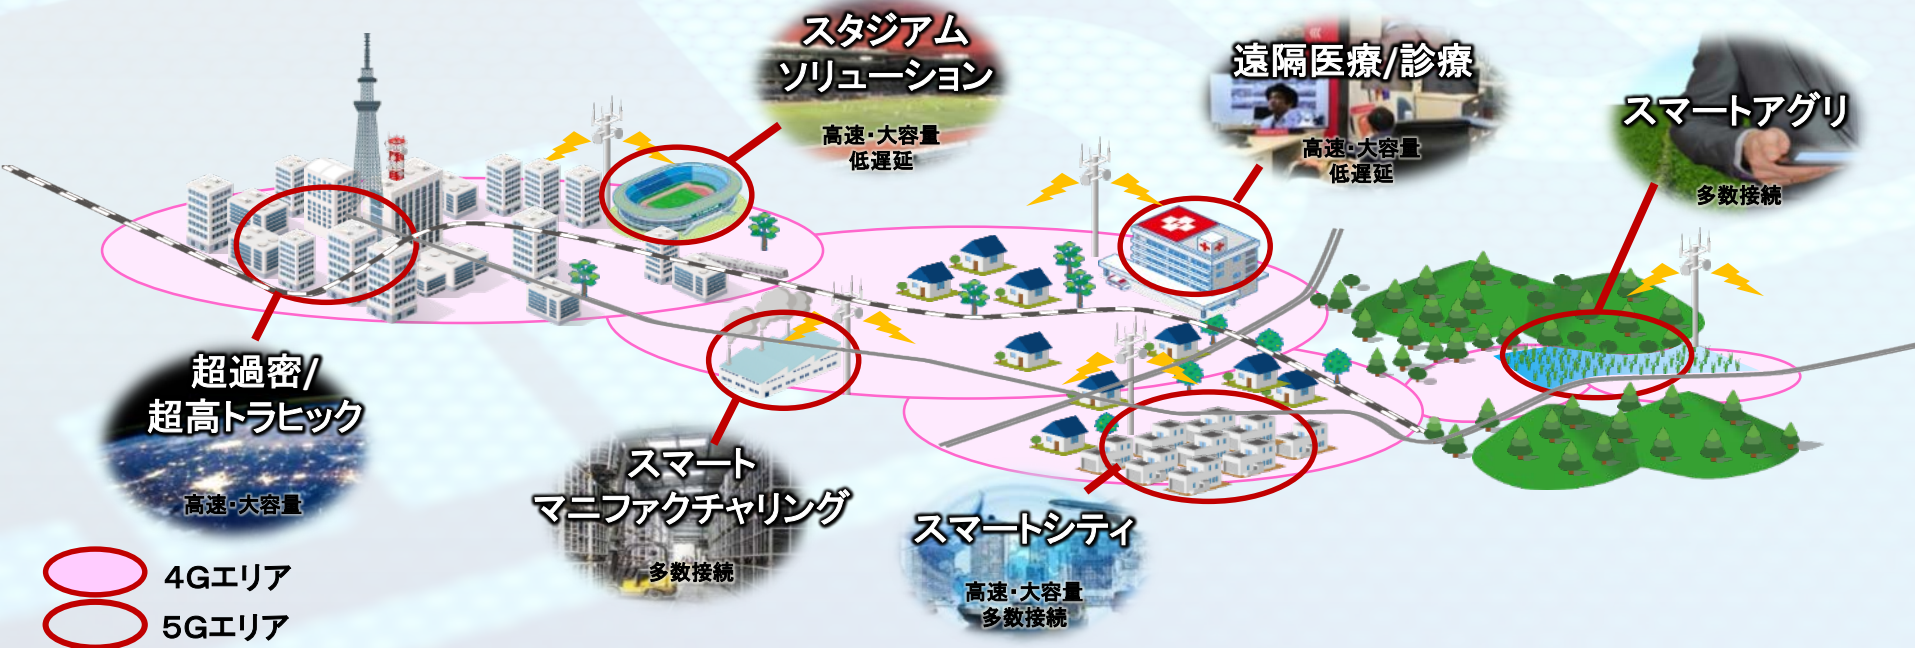 スタジアム
ソリューション
高速・大容量
低遅延
遠隔医療/診療
高速・大容量
低遅延
スマートアグリ
多数接続
超過密/
超高トラヒック
高速・大容量
スマート
マニファクチャリング
多数接続
スマートシティ
高速・大容量
多数接続
4Gエリア
5Gエリア